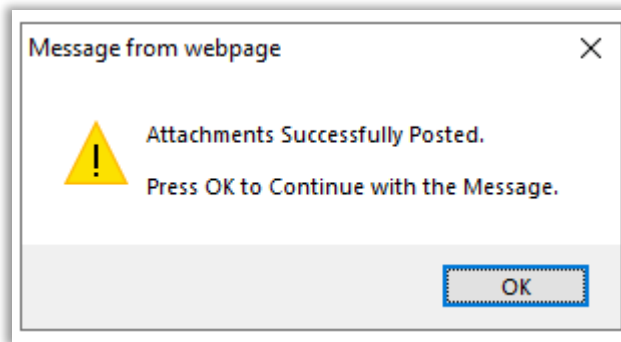 Message from webpage
Attachments Successfully Posted.
Press OK to Continue with the Message.
OK